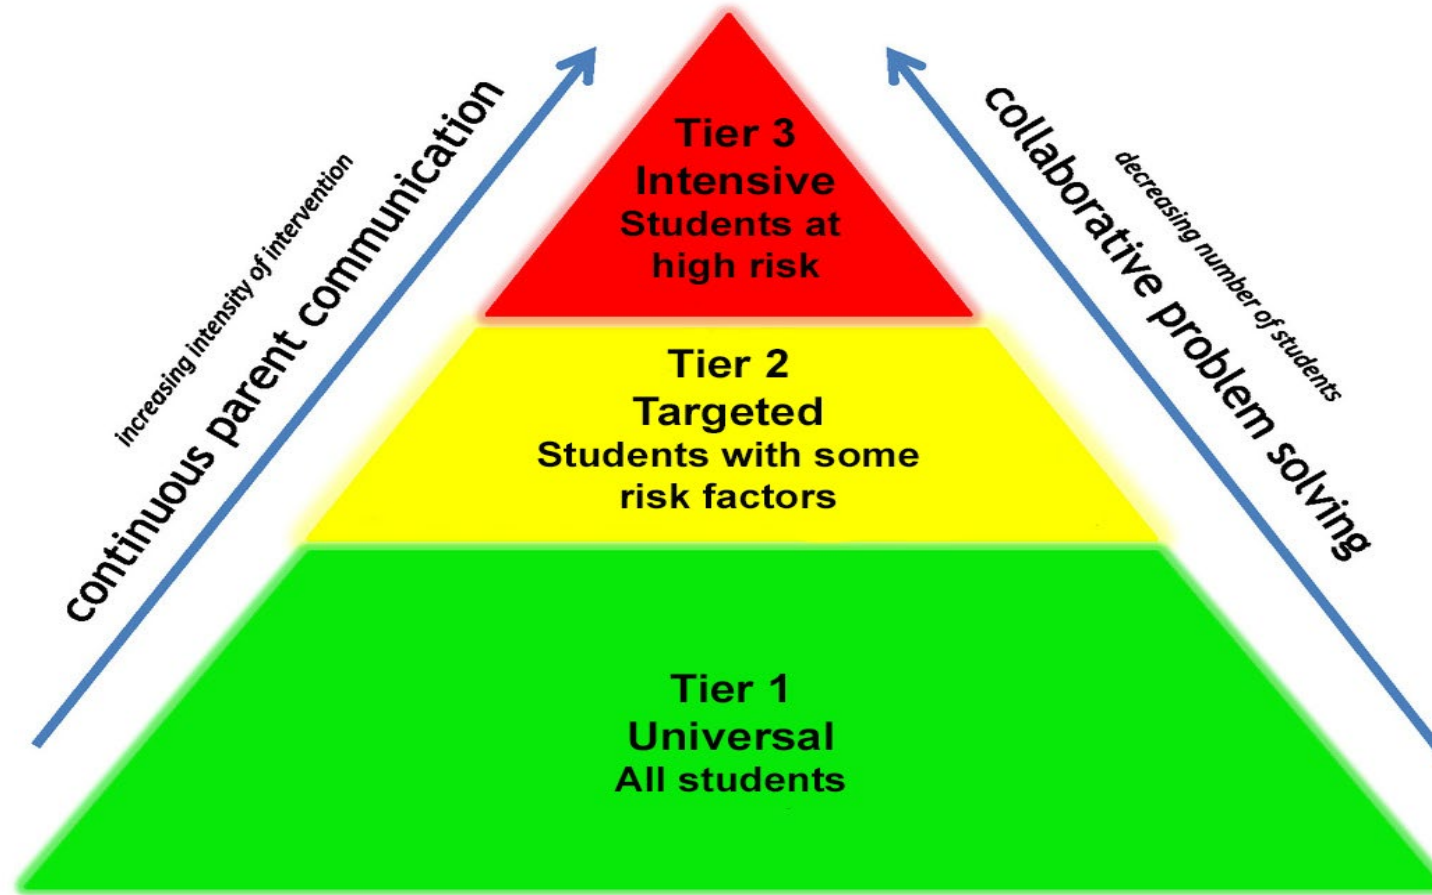 increasing intensity of intervention
continuous parent communication
Tier 3
Intensive
Students at
high risk
Tier 2
Targeted
Students with some
risk factors
Tier 1
Universal
All students
collaborative problem solving
decreasing number of students